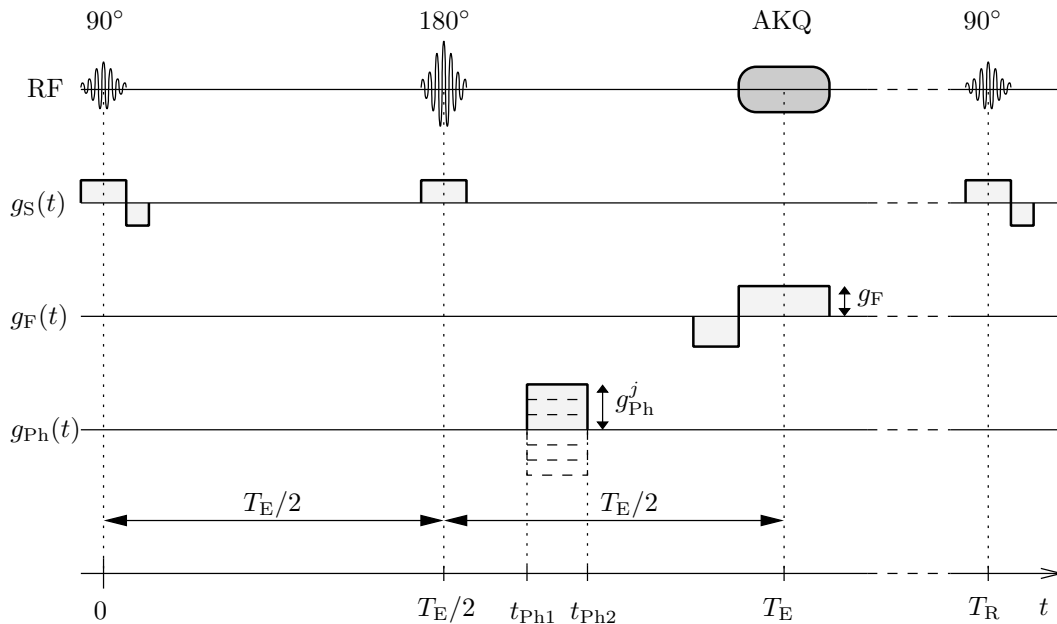 90° 180° AKQ 90°
RF
g_S(t)
g_F(t) g_F
g_Ph(t) g_Ph^j
T_E/2 T_E/2
0 T_E/2 t_Ph1 t_Ph2 T_E T_R t